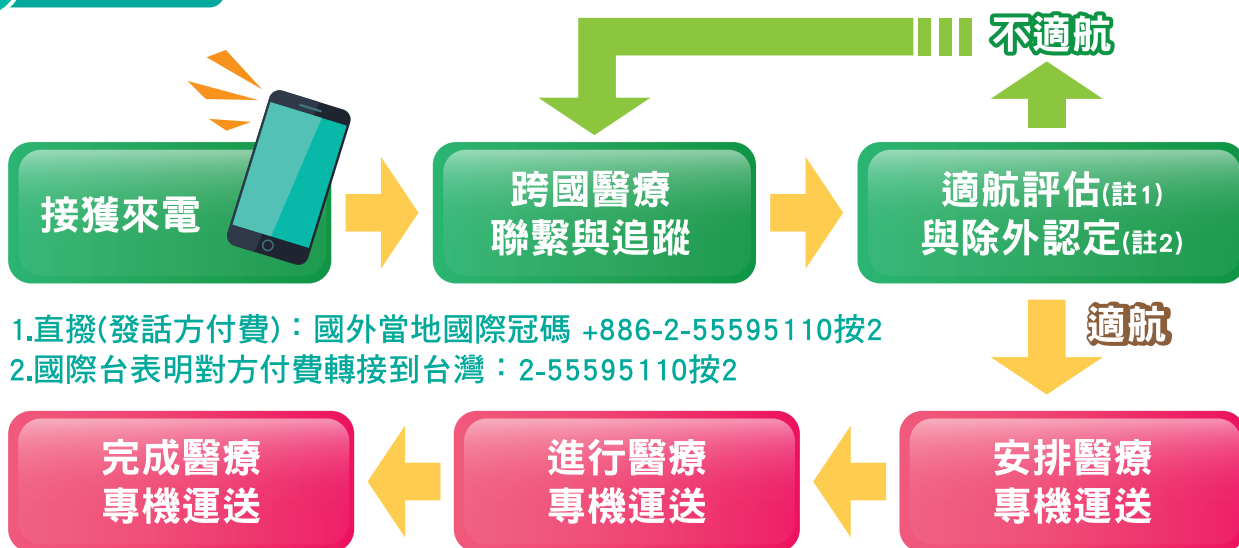 不適航
接獲來電
跨國醫療
聯繫與追蹤
適航評估(註1)
與除外認定(註2)
1.直撥(發話方付費)：國外當地國際冠碼 +886-2-55595110按2
2.國際台表明對方付費轉接到台灣：2-55595110按2
適航
完成醫療
專機運送
進行醫療
專機運送
安排醫療
專機運送